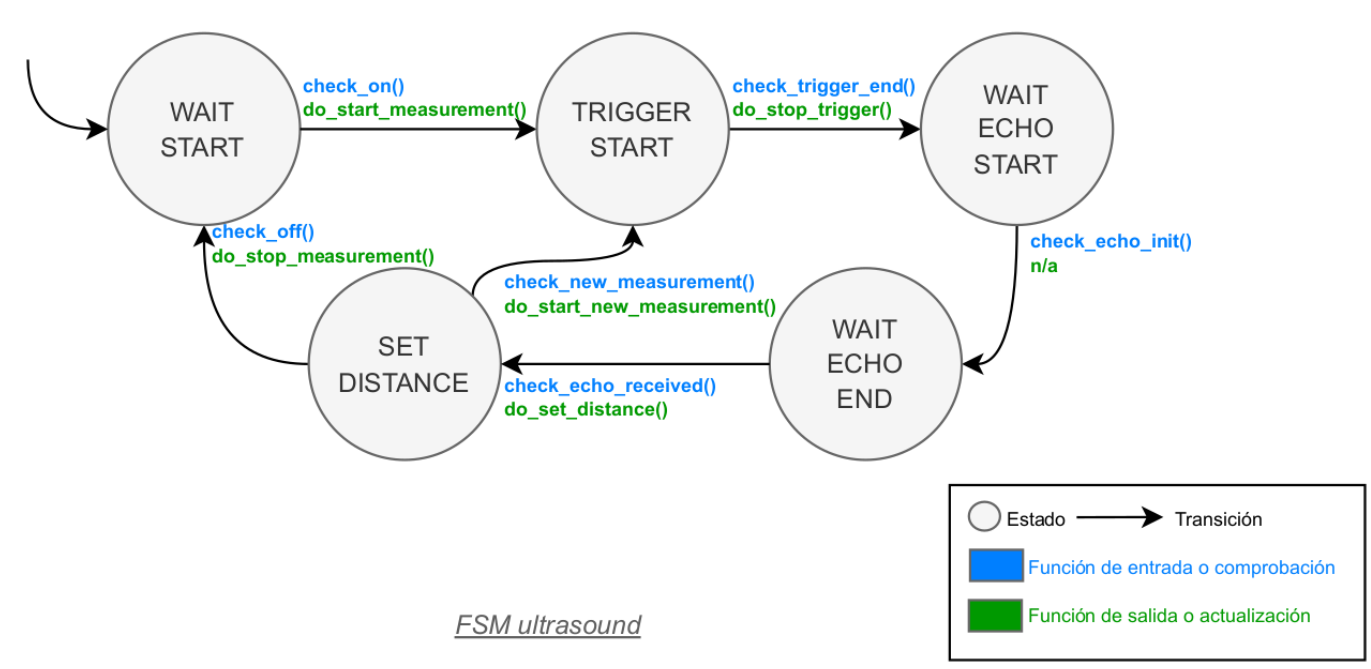 WAIT
START
check_on()
do_start_measurement()
TRIGGER
START
check_trigger_end()
do_stop_trigger()
WAIT
ECHO
START
check_off()
do_stop_measurement()
check_new_measurement()
do_start_new_measurement()
check_echo_init()
n/a
SET
DISTANCE
check_echo_received()
do_set_distance()
WAIT
ECHO
END
Estado
Transición
Función de entrada o comprobación
Función de salida o actualización
FSM ultrasound